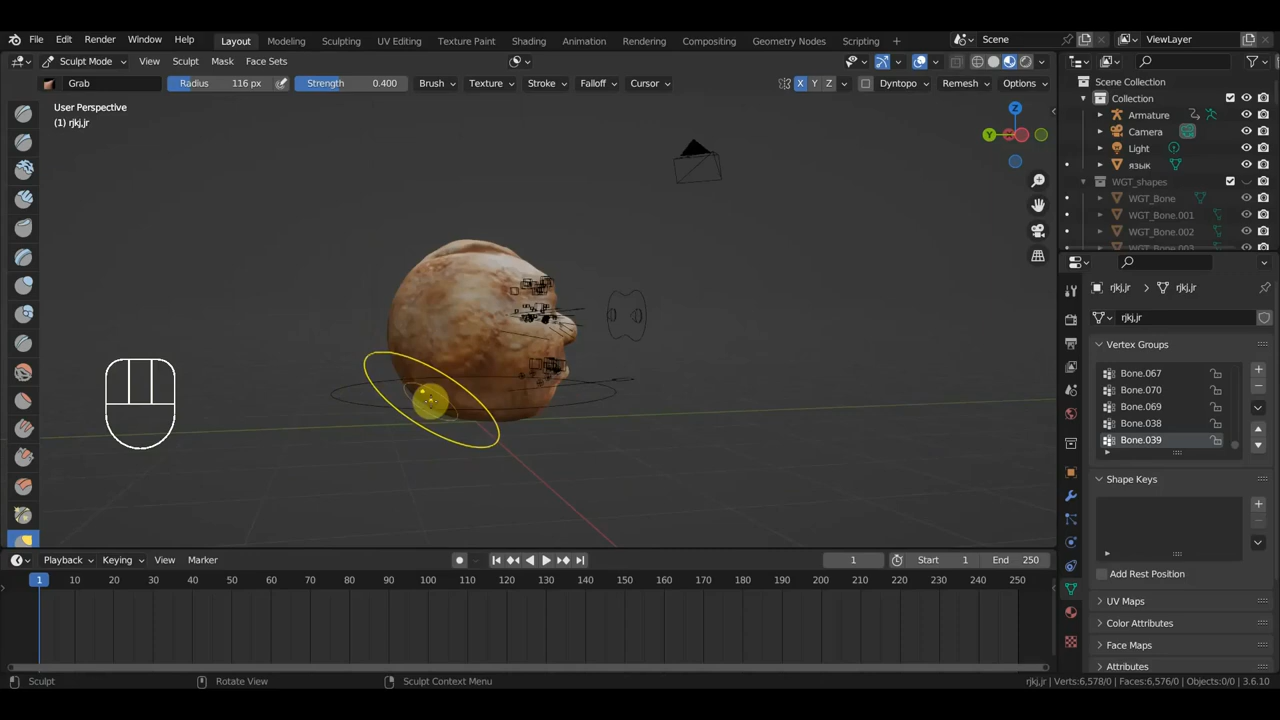 File Edit Render Window Help Layout Modeling Sculpting UV Editing Texture Paint Shading Animation Rendering Compositing Geometry Nodes Scripting + Scene ViewLayer
Sculpt Mode View Sculpt Mask Face Sets
Grab Radius 116 px Strength 0.400 Brush Texture Stroke Falloff Cursor X Y Z Dyntopo Remesh Options
Scene Collection
Collection
Armature
Camera
Light
язык
WGT_shapes
WGT_Bone
WGT_Bone.001
WGT_Bone.002
WGT_Bone.003
User Perspective
(1) rjkj,jr
Z
Y
rjkj,jr rjkj,jr
rjkj,jr
Vertex Groups
Bone.067
Bone.070
Bone.069
Bone.038
Bone.039
Shape Keys
Add Rest Position
UV Maps
Color Attributes
Face Maps
Attributes
Playback Keying View Marker 1 Start 1 End 250
1 10 20 30 40 50 60 70 80 90 100 110 120 130 140 150 160 170 180 190 200 210 220 230 240 250
Sculpt Rotate View Sculpt Context Menu rjkj,jr | Verts:6,578/0 | Faces:6,576/0 | Objects:0/0 | 3.6.10